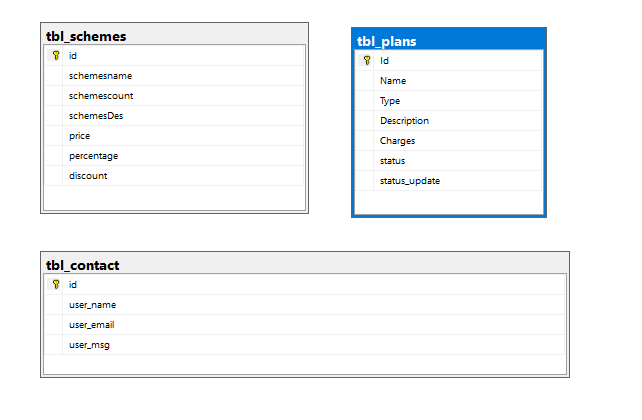 tbl_schemes
id
schemesname
schemescount
schemesDes
price
percentage
discount
tbl_plans
Id
Name
Type
Description
Charges
status
status_update
tbl_contact
id
user_name
user_email
user_msg